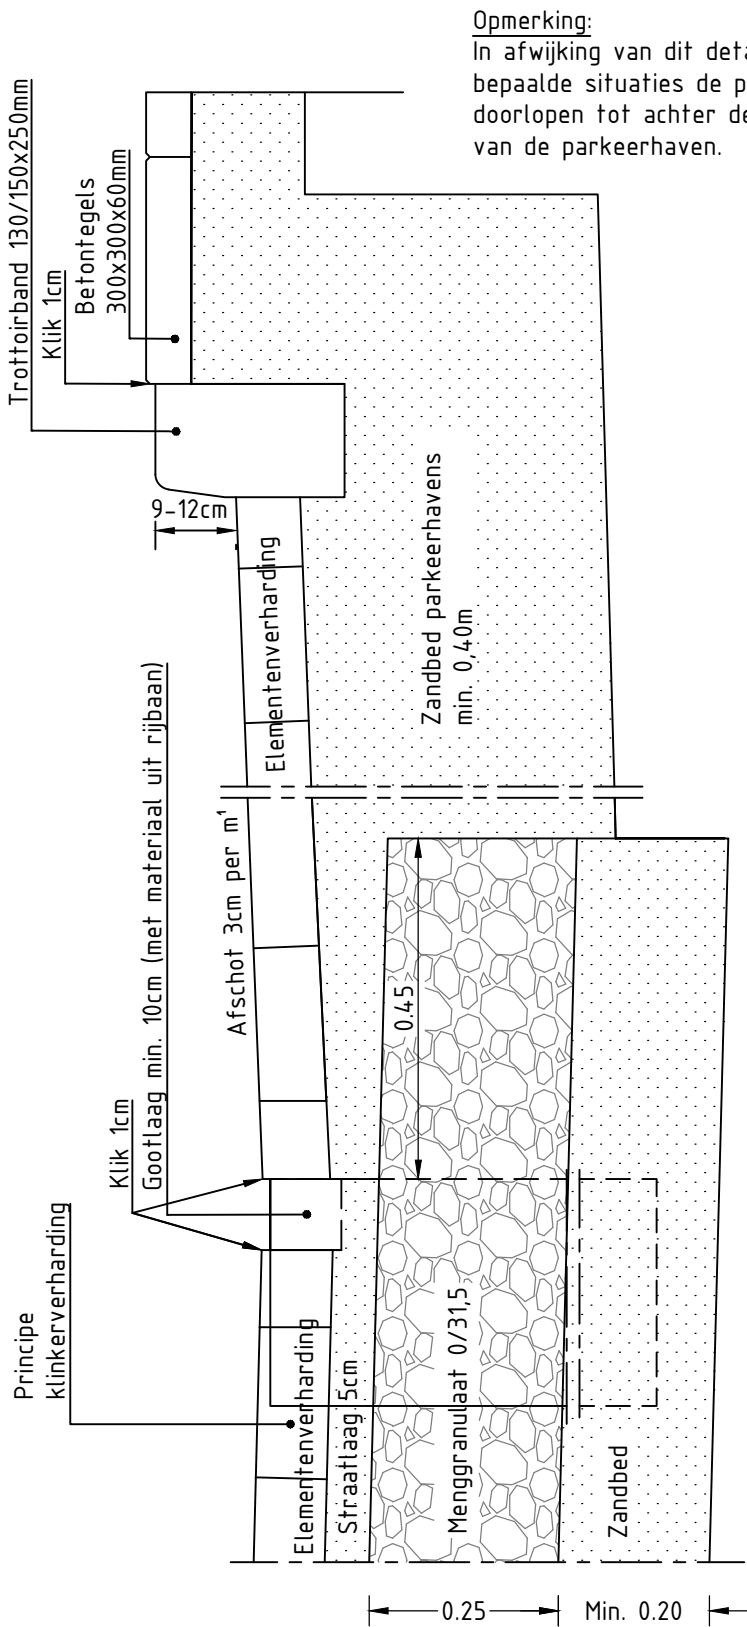 Opmerking:
In afwijking van dit
bepaalde situaties de
doorlopen tot achter
van de parkeerhaven.
Trottoirband 130/150x250mm
Klik 1cm
Betontegels
300x300x60mm
9-12cm
Elementenverharding
Zandbed parkeerhavens
min. 0,40m
Afschot 3cm per m¹
Gootlaag min. 10cm (met materiaal uit rijbaan)
Klik 1cm
0.45
Principe
klinkerverharding
Elementenverharding
Straatlaag 5cm
Menggranulaat 0/31,5
Zandbed
0.25
Min. 0.20